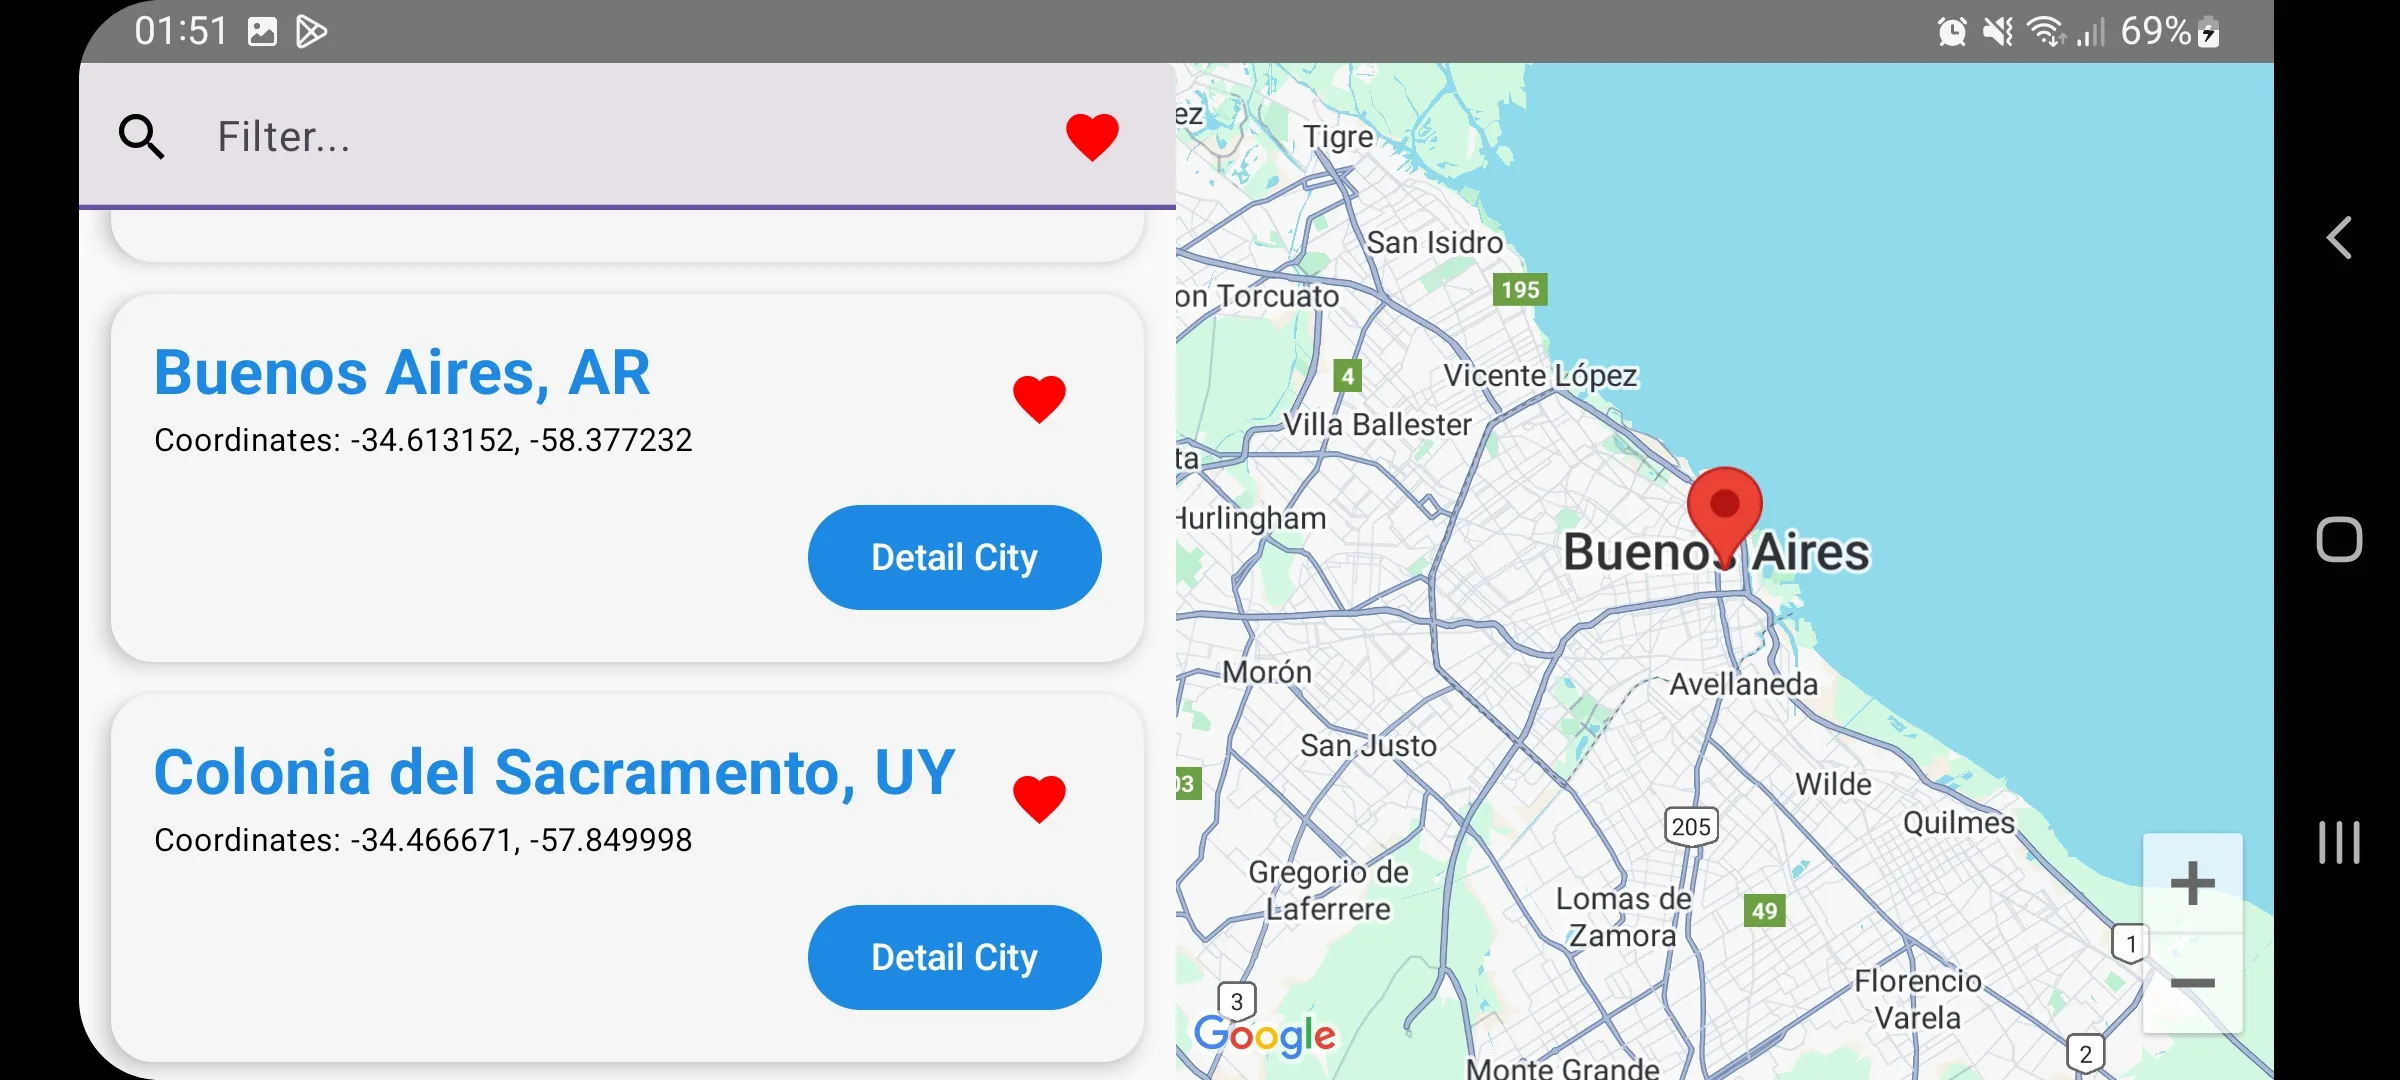 01:51
69%
Filter...
Buenos Aires, AR
Coordinates: -34.613152, -58.377232
Detail City
Colonia del Sacramento, UY
Coordinates: -34.466671, -57.849998
Detail City
ez
Tigre
San Isidro
195
on Torcuato
4
Vicente López
Villa Ballester
ta
Hurlingham
Buenos Aires
Morón
Avellaneda
San Justo
03
Wilde
205
Quilmes
Gregorio de
Laferrere
Lomas de
Zamora
49
1
Florencio
Varela
3
Google
2
Monte Grande
+
−